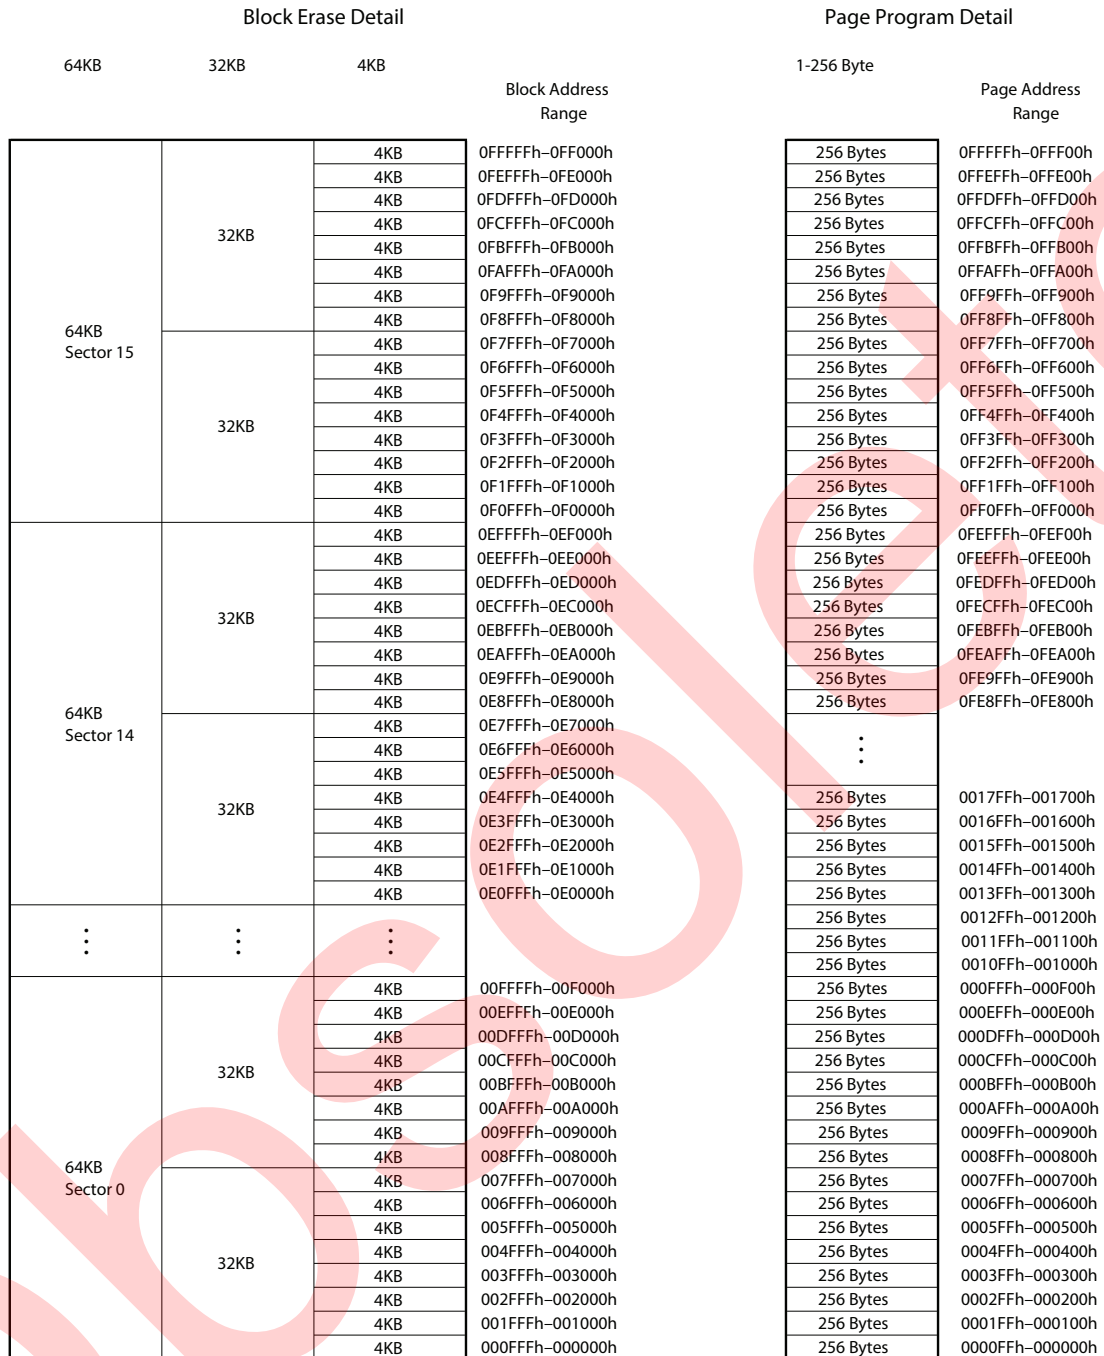 Block Erase Detail Page Program Detail
64KB 32KB 4KB 1-256 Byte
Block Address Page Address
Range Range
4KB 0FFFFFh–0FF000h 256 Bytes 0FFFFFh–0FFF00h
4KB 0FEFFFh–0FE000h 256 Bytes 0FFEFFh–0FFE00h
4KB 0FDFFFh–0FD000h 256 Bytes 0FFDFFh–0FFD00h
4KB 0FCFFFh–0FC000h 256 Bytes 0FFCFFh–0FFC00h
32KB 4KB 0FBFFFh–0FB000h 256 Bytes 0FFBFFh–0FFB00h
4KB 0FAFFFh–0FA000h 256 Bytes 0FFAFFh–0FFA00h
4KB 0F9FFFh–0F9000h 256 Bytes 0FF9FFh–0FF900h
64KB 4KB 0F8FFFh–0F8000h 256 Bytes 0FF8FFh–0FF800h
Sector 15 4KB 0F7FFFh–0F7000h 256 Bytes 0FF7FFh–0FF700h
4KB 0F6FFFh–0F6000h 256 Bytes 0FF6FFh–0FF600h
4KB 0F5FFFh–0F5000h 256 Bytes 0FF5FFh–0FF500h
4KB 0F4FFFh–0F4000h 256 Bytes 0FF4FFh–0FF400h
32KB 4KB 0F3FFFh–0F3000h 256 Bytes 0FF3FFh–0FF300h
4KB 0F2FFFh–0F2000h 256 Bytes 0FF2FFh–0FF200h
4KB 0F1FFFh–0F1000h 256 Bytes 0FF1FFh–0FF100h
4KB 0F0FFFh–0F0000h 256 Bytes 0FF0FFh–0FF000h
4KB 0EFFFFh–0EF000h 256 Bytes 0FEFFFh–0FEF00h
4KB 0EEFFFh–0EE000h 256 Bytes 0FEEFFh–0FEE00h
4KB 0EDFFFh–0ED000h 256 Bytes 0FEDFFh–0FED00h
4KB 0ECFFFh–0EC000h 256 Bytes 0FECFFh–0FEC00h
32KB 4KB 0EBFFFh–0EB000h 256 Bytes 0FEBFFh–0FEB00h
4KB 0EAFFFh–0EA000h 256 Bytes 0FEAFFh–0FEA00h
4KB 0E9FFFh–0E9000h 256 Bytes 0FE9FFh–0FE900h
64KB 4KB 0E8FFFh–0E8000h 256 Bytes 0FE8FFh–0FE800h
Sector 14 4KB 0E7FFFh–0E7000h
4KB 0E6FFFh–0E6000h
4KB 0E5FFFh–0E5000h
4KB 0E4FFFh–0E4000h 256 Bytes 0017FFh–001700h
32KB 4KB 0E3FFFh–0E3000h 256 Bytes 0016FFh–001600h
4KB 0E2FFFh–0E2000h 256 Bytes 0015FFh–001500h
4KB 0E1FFFh–0E1000h 256 Bytes 0014FFh–001400h
4KB 0E0FFFh–0E0000h 256 Bytes 0013FFh–001300h
256 Bytes 0012FFh–001200h
256 Bytes 0011FFh–001100h
256 Bytes 0010FFh–001000h
4KB 00FFFFh–00F000h 256 Bytes 000FFFh–000F00h
4KB 00EFFFh–00E000h 256 Bytes 000EFFh–000E00h
4KB 00DFFFh–00D000h 256 Bytes 000DFFh–000D00h
4KB 00CFFFh–00C000h 256 Bytes 000CFFh–000C00h
32KB 4KB 00BFFFh–00B000h 256 Bytes 000BFFh–000B00h
4KB 00AFFFh–00A000h 256 Bytes 000AFFh–000A00h
4KB 009FFFh–009000h 256 Bytes 0009FFh–000900h
64KB 4KB 008FFFh–008000h 256 Bytes 0008FFh–000800h
Sector 0 4KB 007FFFh–007000h 256 Bytes 0007FFh–000700h
4KB 006FFFh–006000h 256 Bytes 0006FFh–000600h
4KB 005FFFh–005000h 256 Bytes 0005FFh–000500h
4KB 004FFFh–004000h 256 Bytes 0004FFh–000400h
32KB 4KB 003FFFh–003000h 256 Bytes 0003FFh–000300h
4KB 002FFFh–002000h 256 Bytes 0002FFh–000200h
4KB 001FFFh–001000h 256 Bytes 0001FFh–000100h
4KB 000FFFh–000000h 256 Bytes 0000FFh–000000h
obsolete